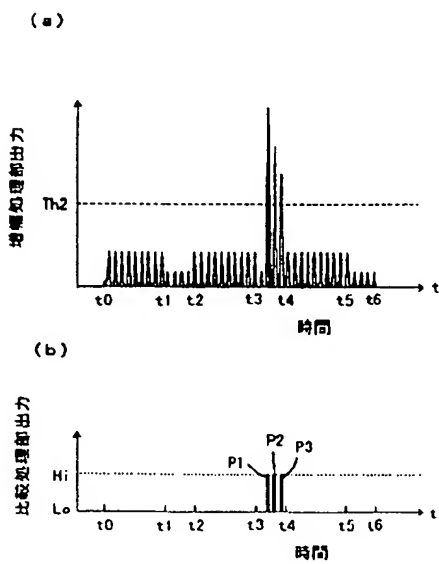 (a)
増幅処理部出力
Th2
t0 t1 t2 t3 t4 t5 t6 t
時間
(b)
比較処理部出力
P1 P2 P3
Hi
Lo
t0 t1 t2 t3 t4 t5 t6 t
時間